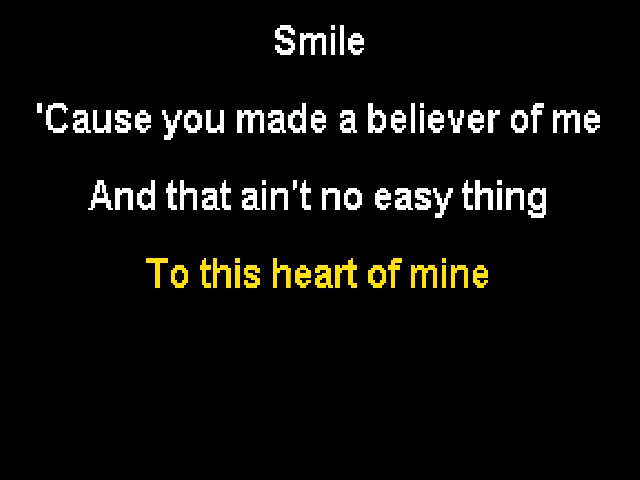 Smile
'Cause you made a believer of me
And that ain't no easy thing
To this heart of mine